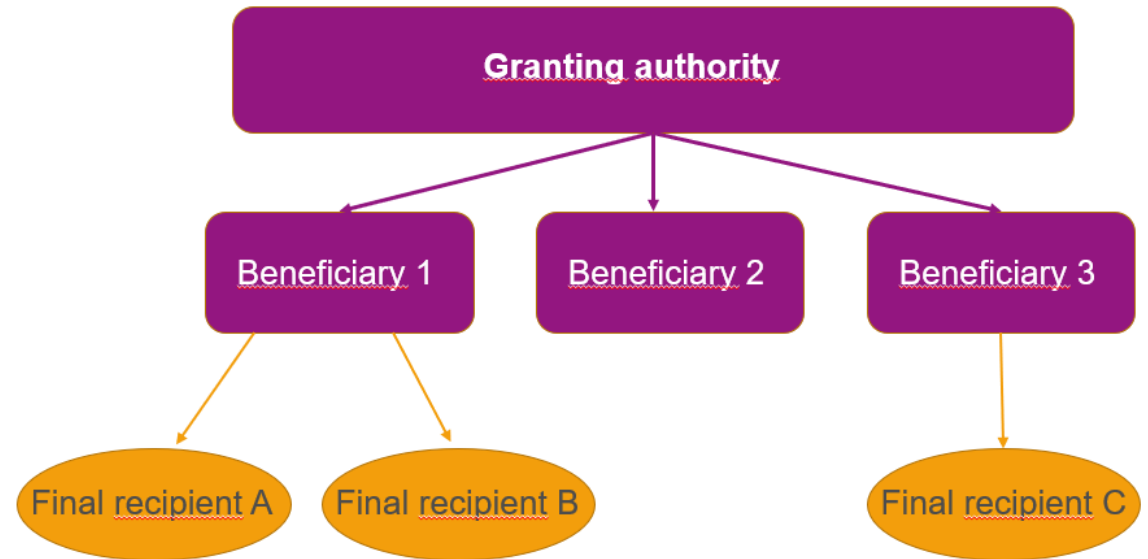 Granting authority
Beneficiary 1
Beneficiary 2
Beneficiary 3
Final recipient A
Final recipient B
Final recipient C